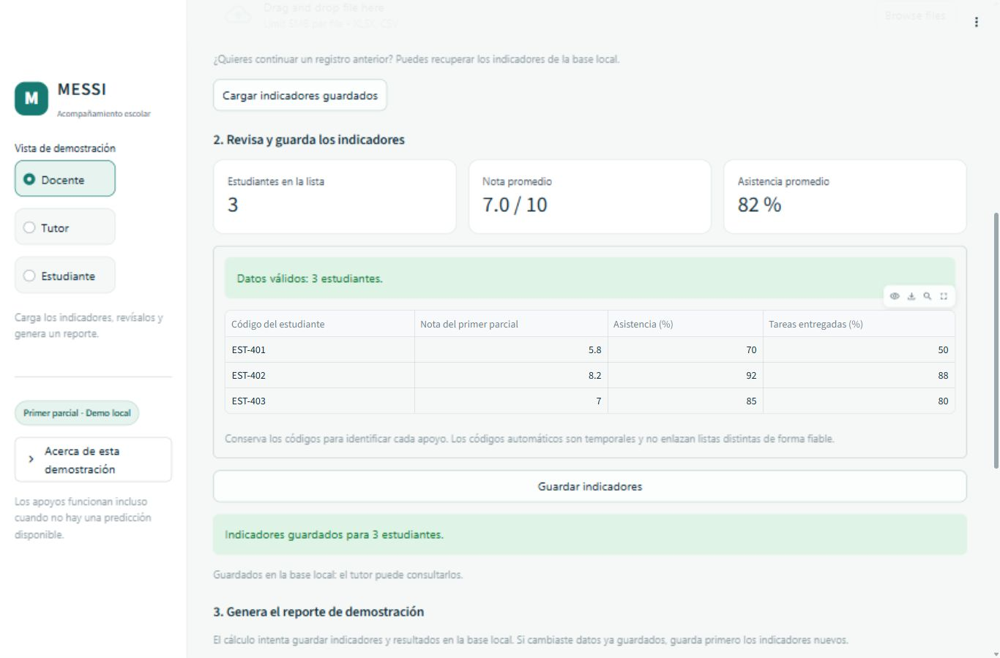 M
MESSI
Acompañamiento escolar
Vista de demostración
Docente
Tutor
Estudiante
Carga los indicadores, revísalos y
genera un reporte.
Primer parcial - Demo local
Acerca de esta
demostración
Los apoyos funcionan incluso
cuando no hay una predicción
disponible.
Drag and drop file here
Limit 5MB per file • XLSX, CSV
Browse files
¿Quieres continuar un registro anterior? Puedes recuperar los indicadores de la base local.
Cargar indicadores guardados
2. Revisa y guarda los indicadores
Estudiantes en la lista
3
Nota promedio
7.0 / 10
Asistencia promedio
82 %
Datos válidos: 3 estudiantes.
Código del estudiante Nota del primer parcial Asistencia (%) Tareas entregadas (%)
EST-401 5.8 70 50
EST-402 8.2 92 88
EST-403 7 85 80
Conserva los códigos para identificar cada apoyo. Los códigos automáticos son temporales y no enlazan listas distintas de forma fiable.
Guardar indicadores
Indicadores guardados para 3 estudiantes.
Guardados en la base local: el tutor puede consultarlos.
3. Genera el reporte de demostración
El cálculo intenta guardar indicadores y resultados en la base local. Si cambiaste datos ya guardados, guarda primero los indicadores nuevos.